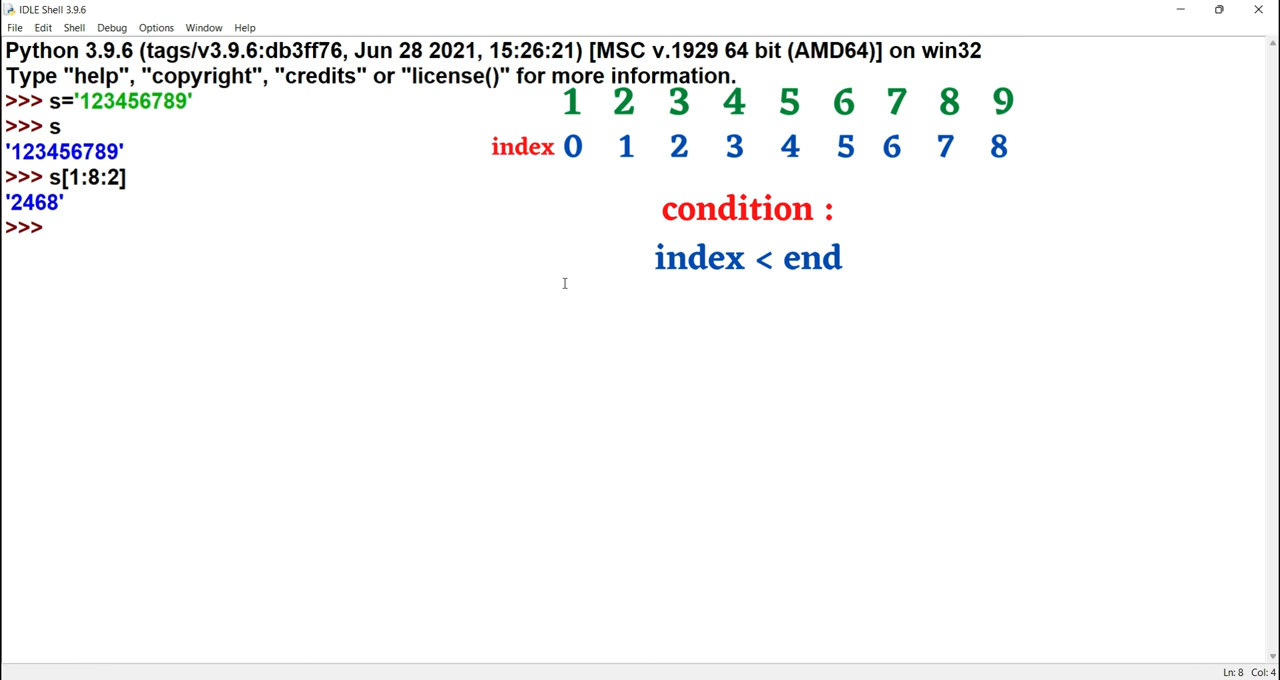 IDLE Shell 3.9.6
File Edit Shell Debug Options Window Help
Python 3.9.6 (tags/v3.9.6:db3ff76, Jun 28 2021, 15:26:21) [MSC v.1929 64 bit (AMD64)] on win32
Type "help", "copyright", "credits" or "license()" for more information.
>>> s='123456789'
1 2 3 4 5 6 7 8 9
>>> s
'123456789'
index 0 1 2 3 4 5 6 7 8
>>> s[1:8:2]
'2468'
condition :
>>>
index < end
Ln: 8 Col: 4